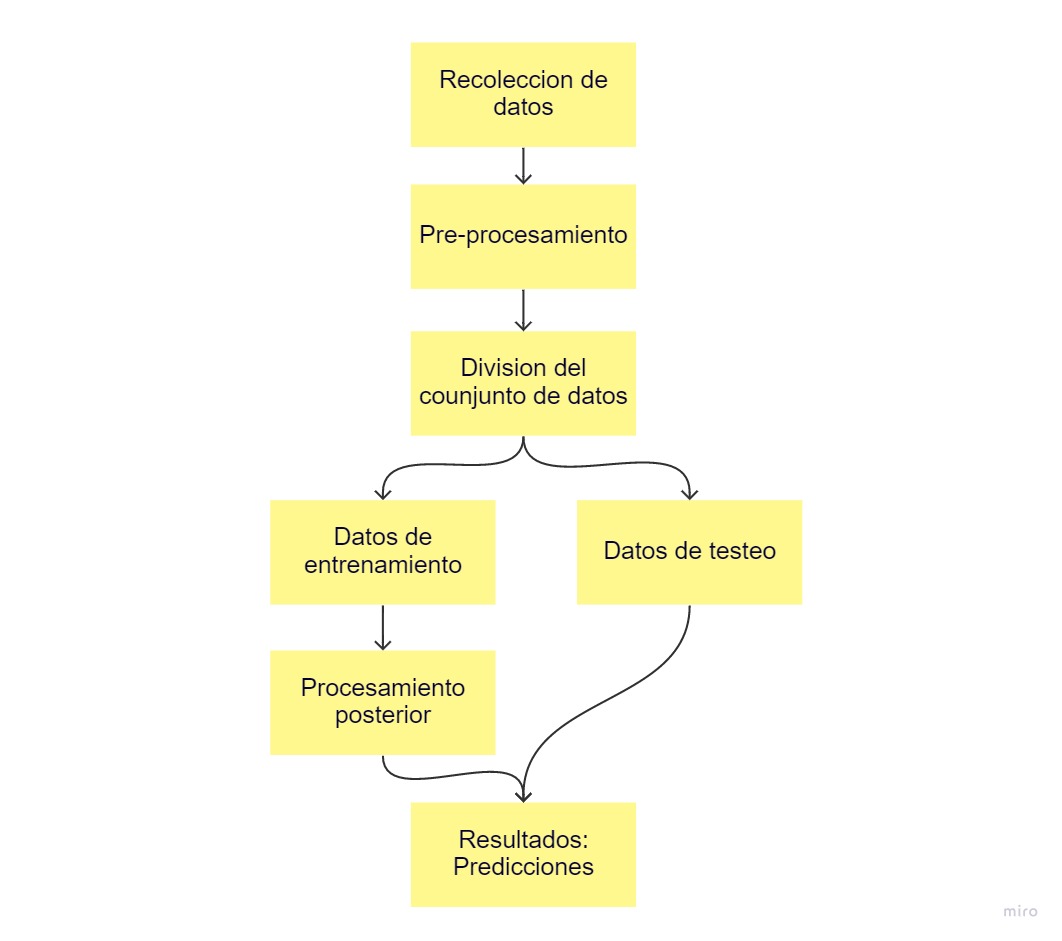 Recoleccion de
datos
Pre-procesamiento
Division del
counjunto de datos
Datos de
entrenamiento
Datos de testeo
Procesamiento
posterior
Resultados:
Predicciones
miro